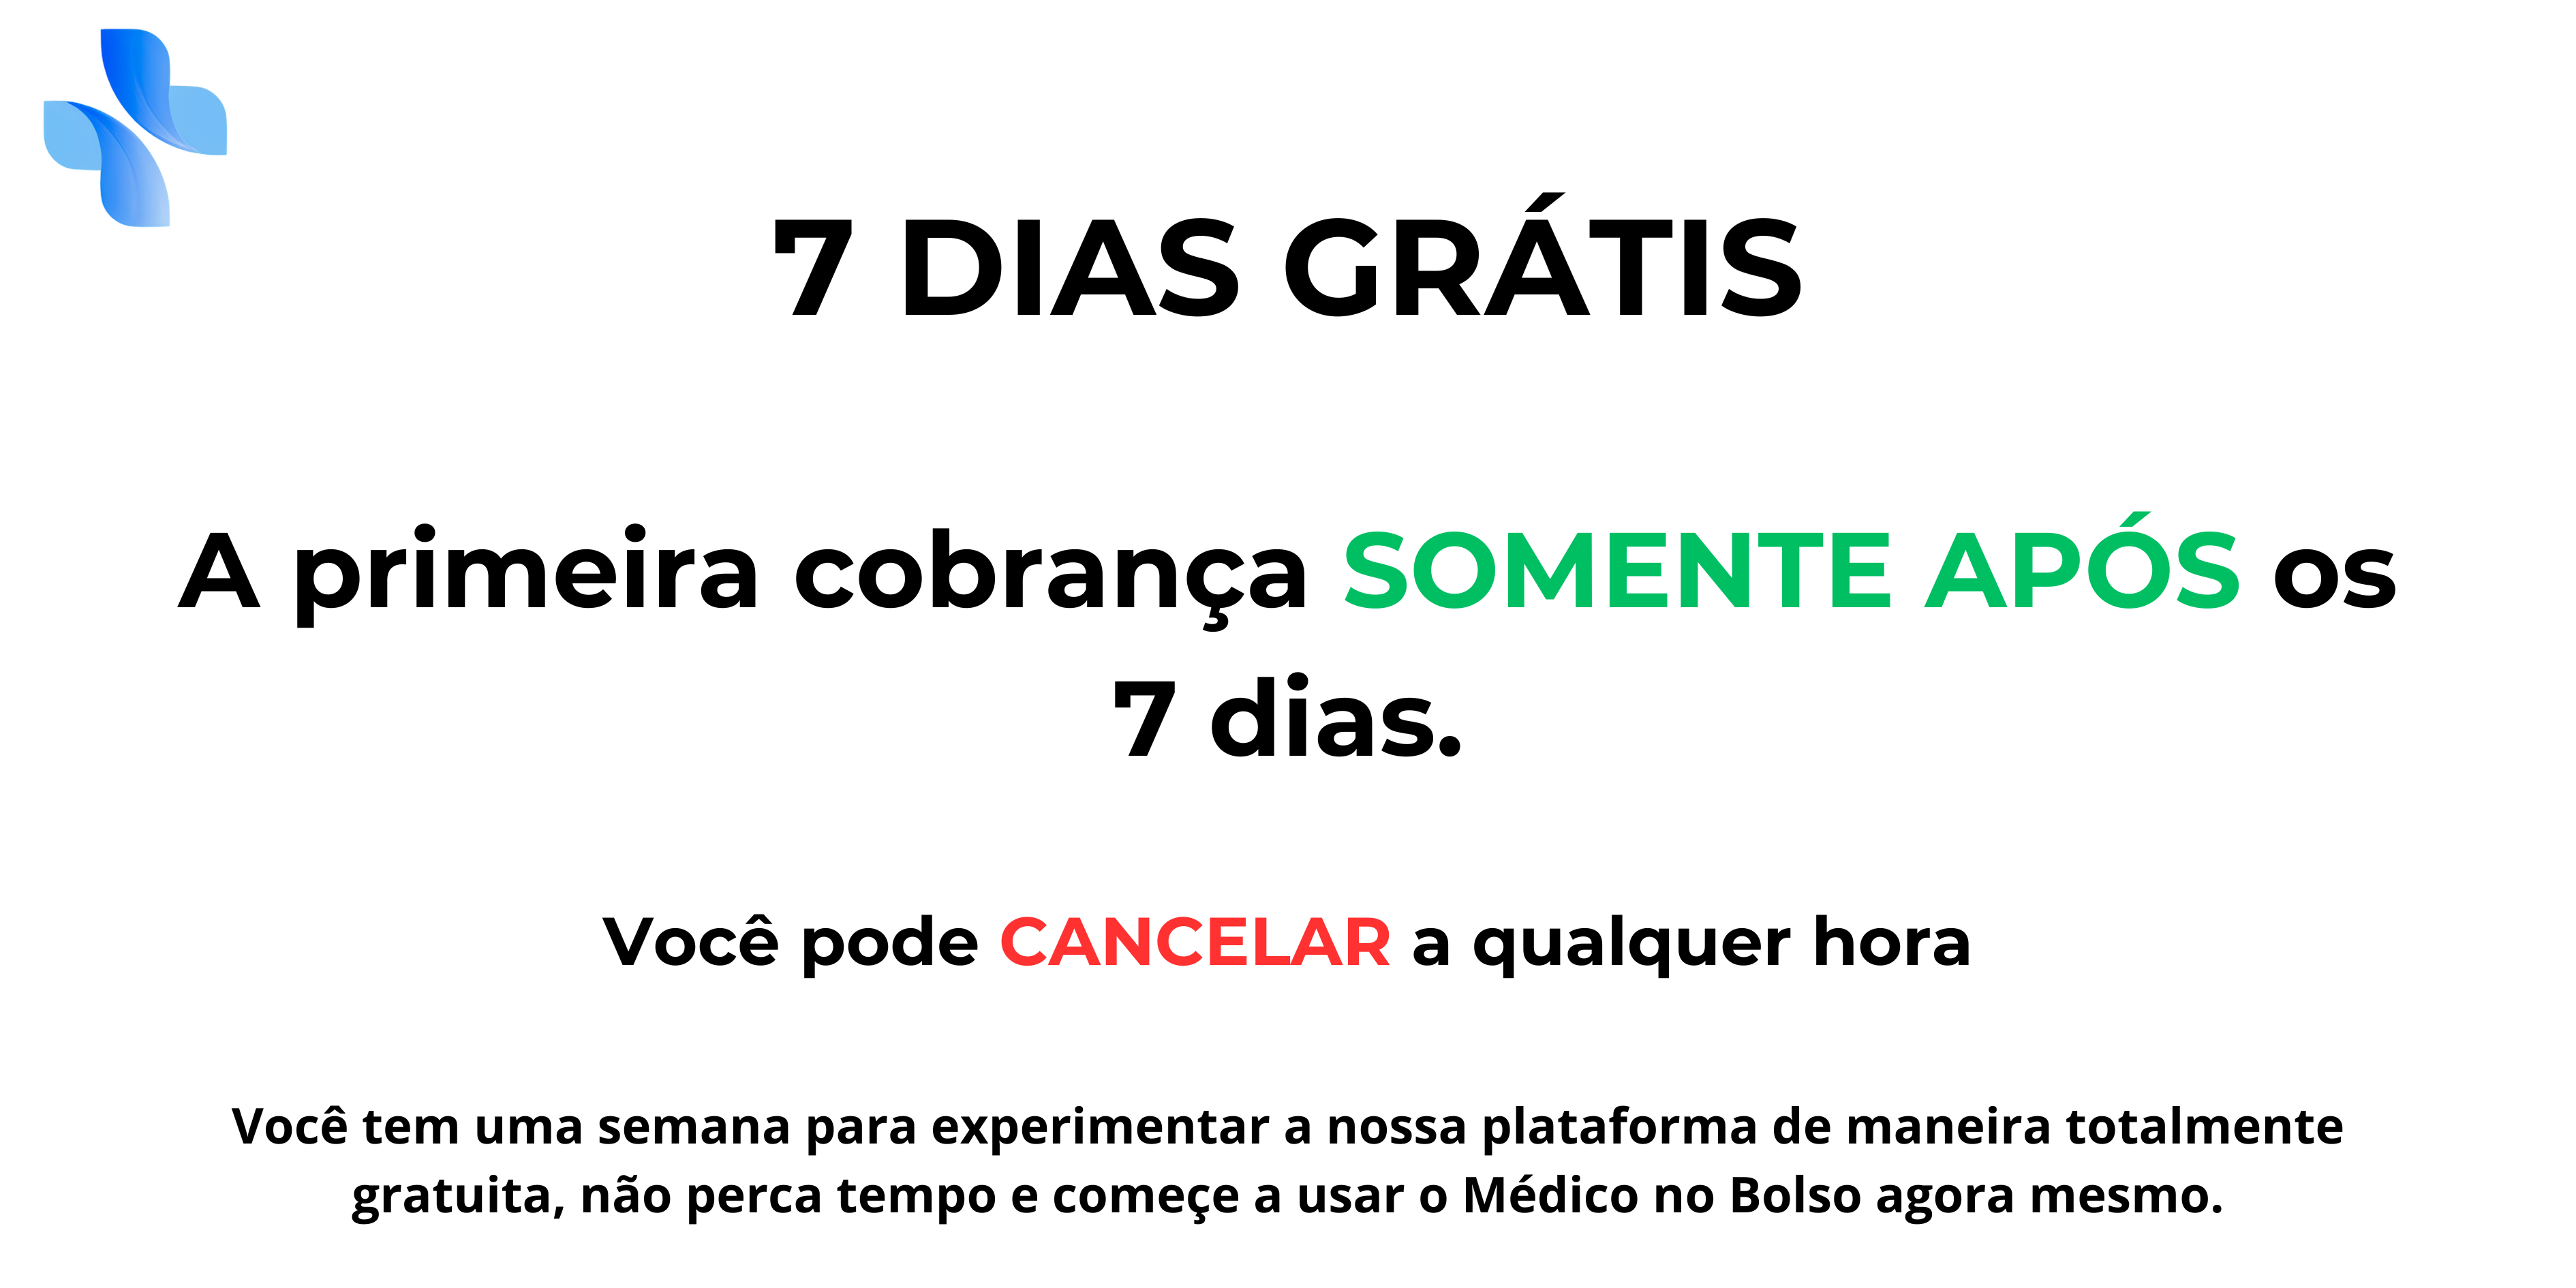 7 DIAS GRÁTIS
A primeira cobrança SOMENTE APÓS os
7 dias.
Você pode CANCELAR a qualquer hora
Você tem uma semana para experimentar a nossa plataforma de maneira totalmente
gratuita, não perca tempo e começe a usar o Médico no Bolso agora mesmo.